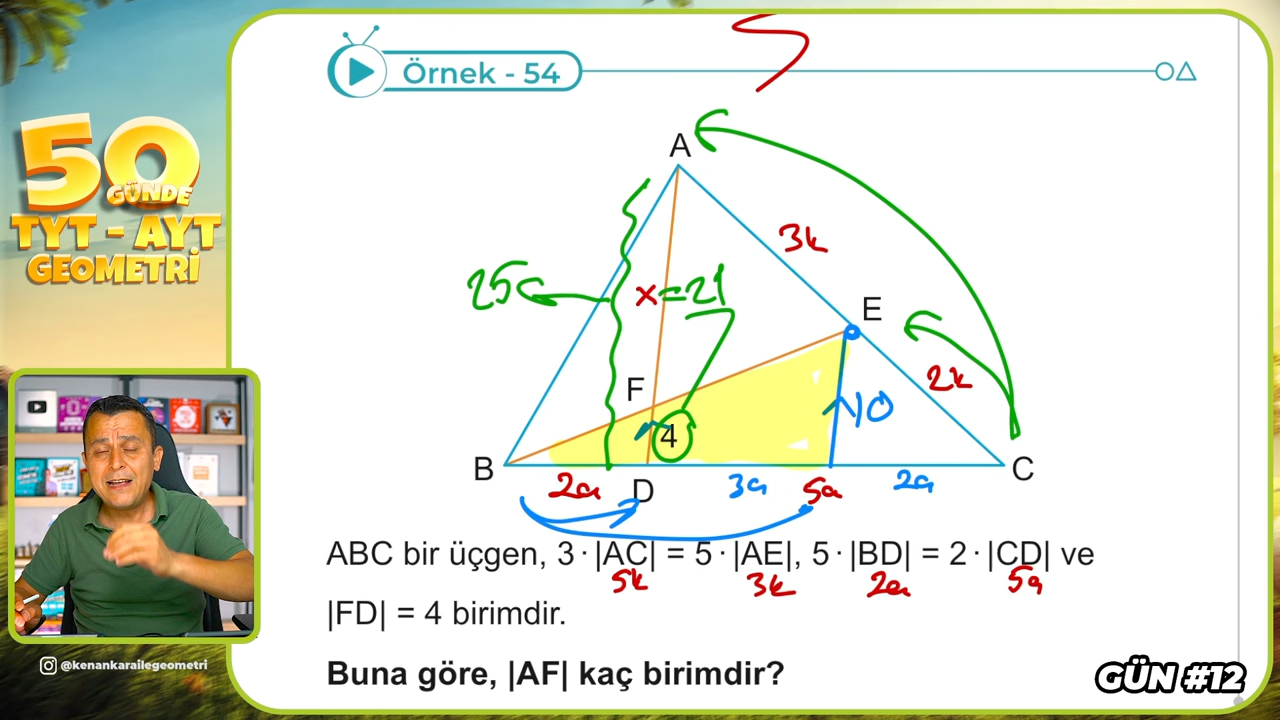 Örnek - 54
50
GÜNDE
TYT - AYT
GEOMETRİ
A
3k
25
x=21
E
2k
F
10
4
B
C
2a
D
3a
5a
2a
ABC bir üçgen, 3·|AC| = 5·|AE|, 5·|BD| = 2·|CD| ve
5k
3k
2a
5a
|FD| = 4 birimdir.
Buna göre, |AF| kaç birimdir?
@kenankarailegeometri
GÜN #12